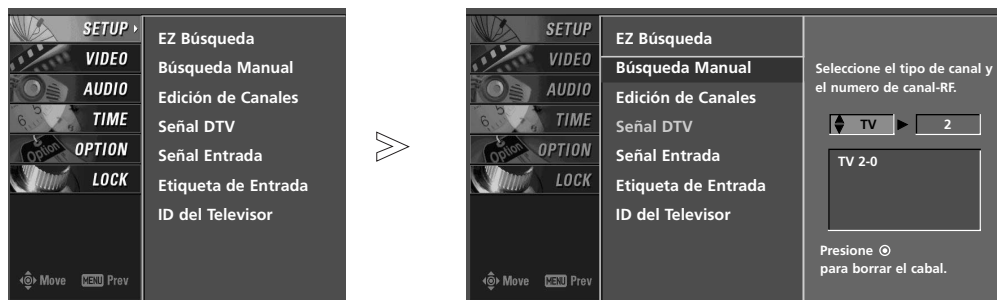 SETUP
VIDEO
AUDIO
TIME
OPTION
LOCK
Move MENU Prev
EZ Búsqueda
Búsqueda Manual
Edición de Canales
Señal DTV
Señal Entrada
Etiqueta de Entrada
ID del Televisor
SETUP
VIDEO
AUDIO
TIME
OPTION
LOCK
Move MENU Prev
EZ Búsqueda
Búsqueda Manual
Edición de Canales
Señal DTV
Señal Entrada
Etiqueta de Entrada
ID del Televisor
Seleccione el tipo de canal y
el numero de canal-RF.
TV 2
TV 2-0
Presione
para borrar el cabal.